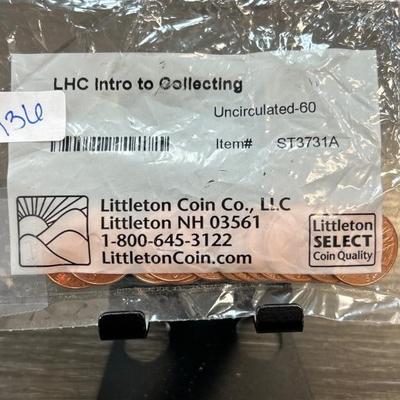 LHC Intro to Collecting
Uncirculated-60
Item# ST3731A
136
Littleton Coin Co., LLC
Littleton NH 03561
1-800-645-3122
LittletonCoin.com
Littleton
SELECT
Coin Quality